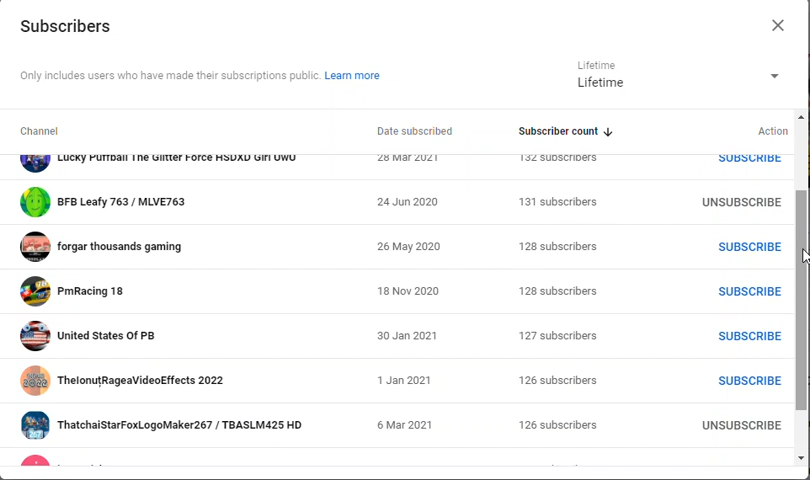 Subscribers
Only includes users who have made their subscriptions public. Learn more
Lifetime
Lifetime
Channel Date subscribed Subscriber count Action
Lucky Puffball The Glitter Force HSDXD Girl UwU 28 Mar 2021 132 subscribers SUBSCRIBE
BFB Leafy 763 / MLVE763 24 Jun 2020 131 subscribers UNSUBSCRIBE
forgar thousands gaming 26 May 2020 128 subscribers SUBSCRIBE
PmRacing 18 18 Nov 2020 128 subscribers SUBSCRIBE
United States Of PB 30 Jan 2021 127 subscribers SUBSCRIBE
TheIonuțRageaVideoEffects 2022 1 Jan 2021 126 subscribers SUBSCRIBE
ThatchaiStarFoxLogoMaker267 / TBASLM425 HD 6 Mar 2021 126 subscribers UNSUBSCRIBE